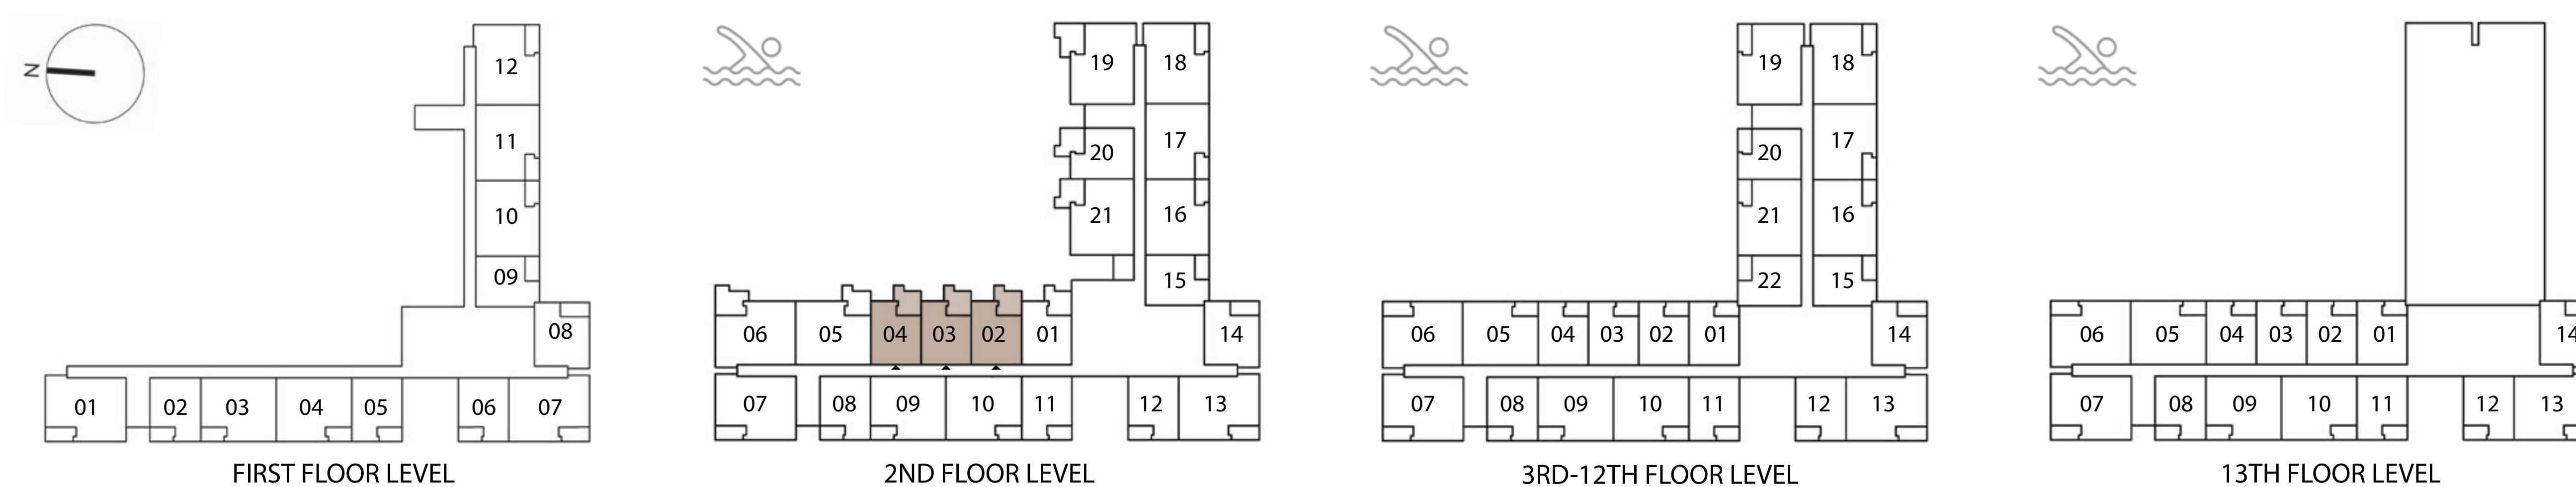 N
12
11
10
09
08
01 02 03 04 05 06 07
FIRST FLOOR LEVEL
19 18
17
20
21 16
15
06 05 04 03 02 01 14
07 08 09 10 11 12 13
2ND FLOOR LEVEL
19 18
17
20
21 16
22 15
06 05 04 03 02 01 14
07 08 09 10 11 12 13
3RD-12TH FLOOR LEVEL
06 05 04 03 02 01 14
07 08 09 10 11 12 13
13TH FLOOR LEVEL